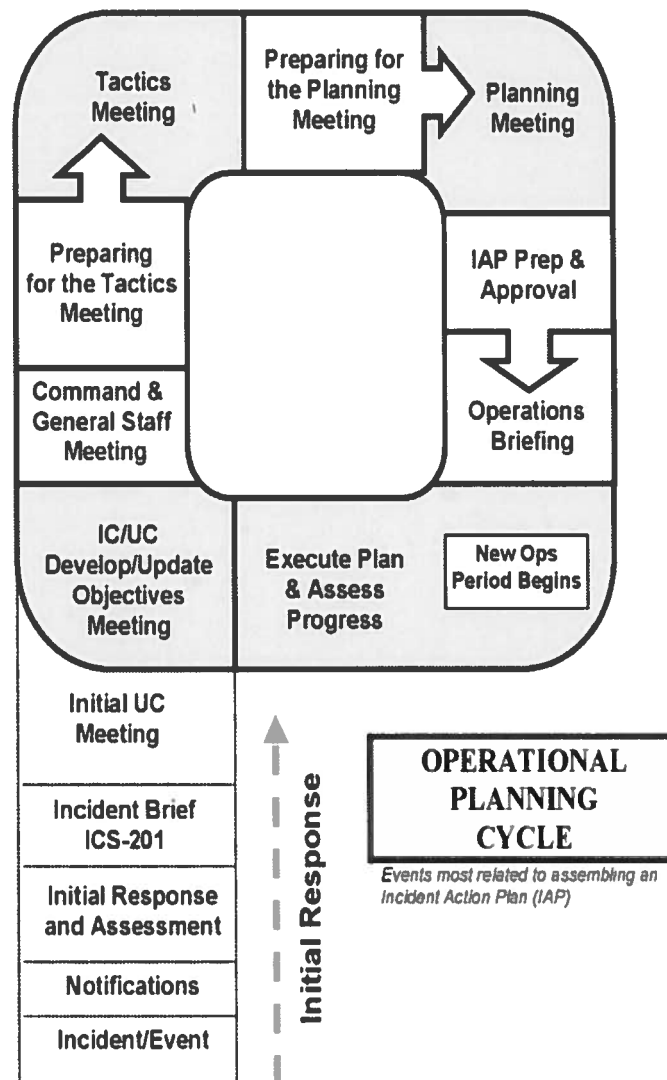 Tactics
Meeting
Preparing for
the Planning
Meeting
Planning
Meeting
Preparing
for the Tactics
Meeting
IAP Prep &
Approval
Command &
General Staff
Meeting
Operations
Briefing
IC/UC
Develop/Update
Objectives
Meeting
Execute Plan
& Assess
Progress
New Ops
Period Begins
Initial UC
Meeting
Incident Brief
ICS-201
Initial Response
and Assessment
Notifications
Incident/Event
Initial Response
OPERATIONAL
PLANNING
CYCLE
Events most related to assembling an
Incident Action Plan (IAP)